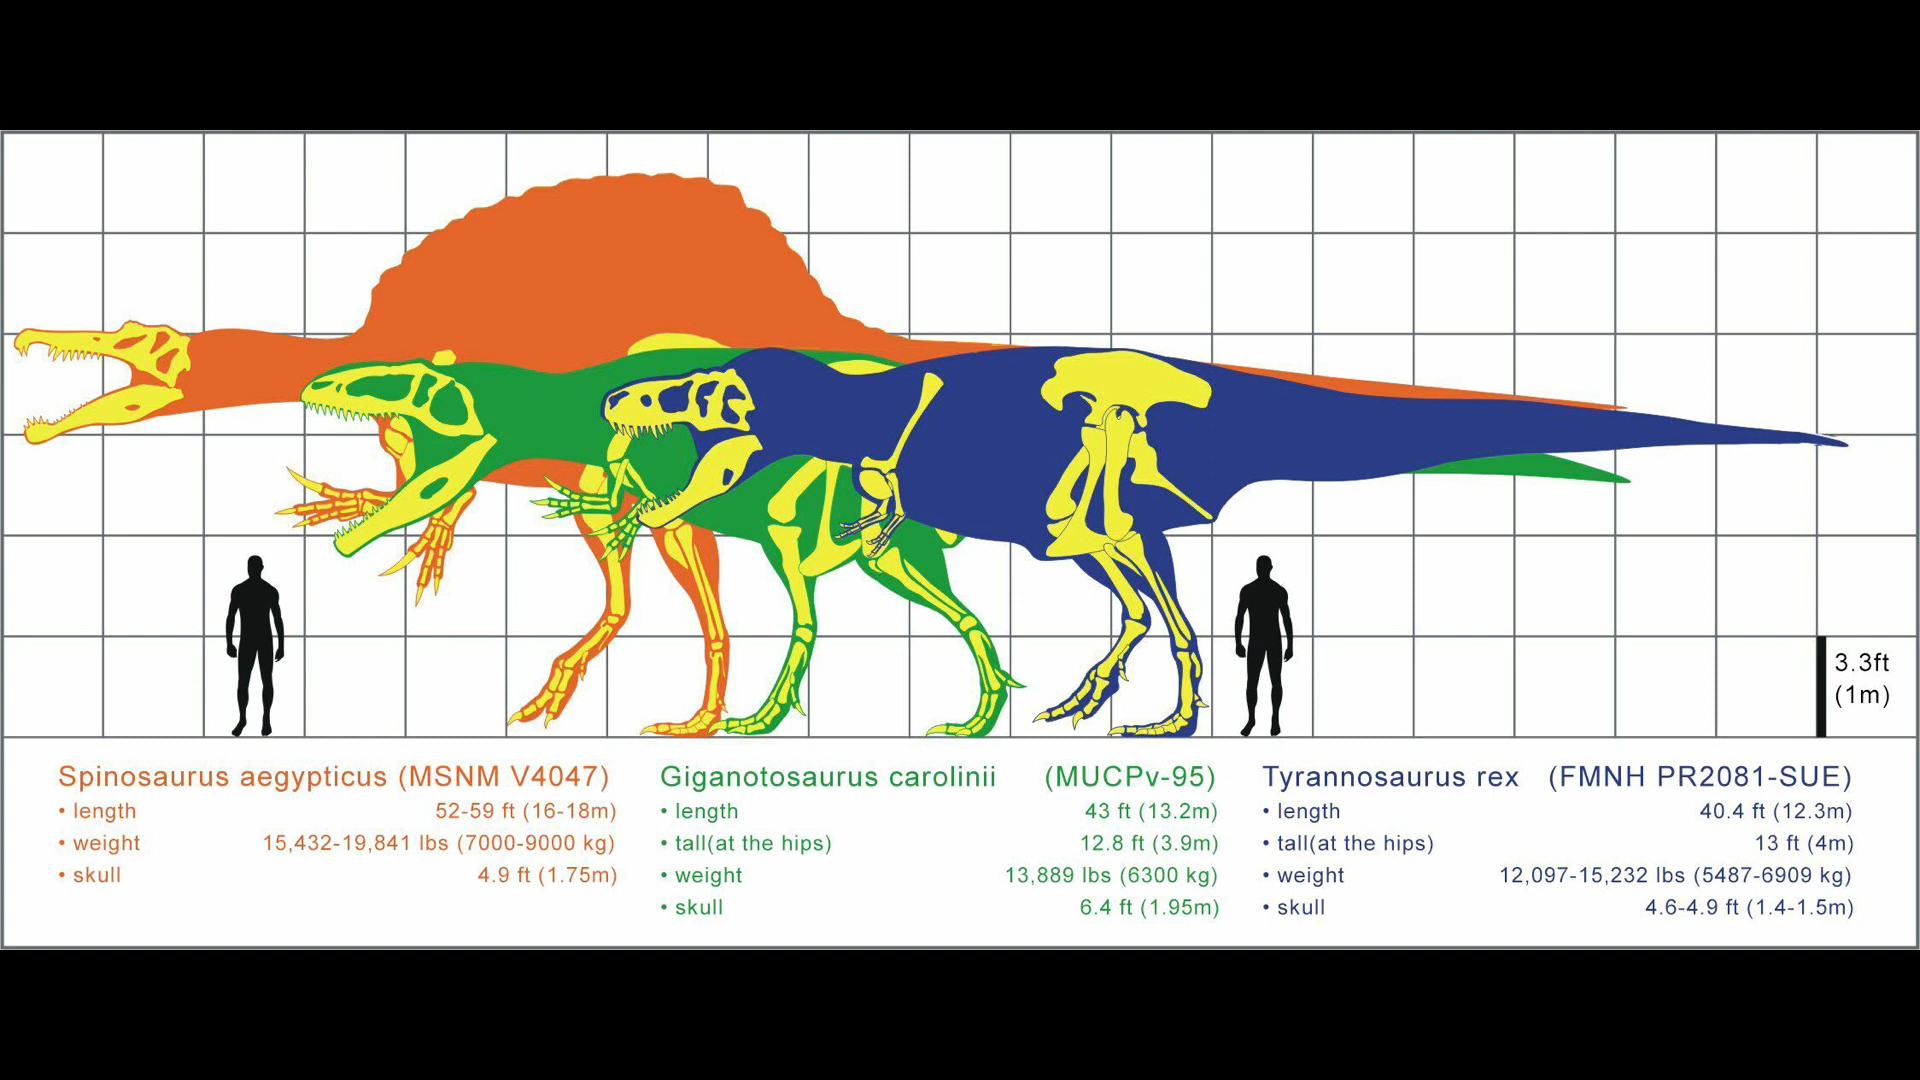 3.3ft
(1m)
Spinosaurus aegypticus (MSNM V4047)
• length 52-59 ft (16-18m)
• weight 15,432-19,841 lbs (7000-9000 kg)
• skull 4.9 ft (1.75m)
Giganotosaurus carolinii (MUCPv-95)
• length 43 ft (13.2m)
• tall(at the hips) 12.8 ft (3.9m)
• weight 13,889 lbs (6300 kg)
• skull 6.4 ft (1.95m)
Tyrannosaurus rex (FMNH PR2081-SUE)
• length 40.4 ft (12.3m)
• tall(at the hips) 13 ft (4m)
• weight 12,097-15,232 lbs (5487-6909 kg)
• skull 4.6-4.9 ft (1.4-1.5m)